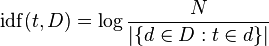 idf(t, D) = log N / |{d ∈ D : t ∈ d}|